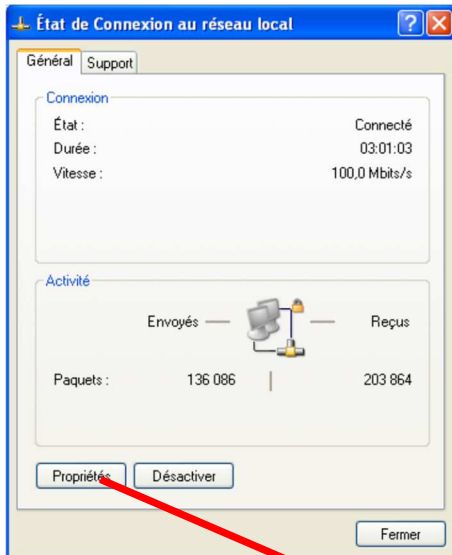 État de Connexion au réseau local
Général Support
Connexion
État : Connecté
Durée : 03:01:03
Vitesse : 100,0 Mbits/s
Activité
Envoyés — — Reçus
Paquets : 136 086 | 203 864
Propriétés Désactiver
Fermer